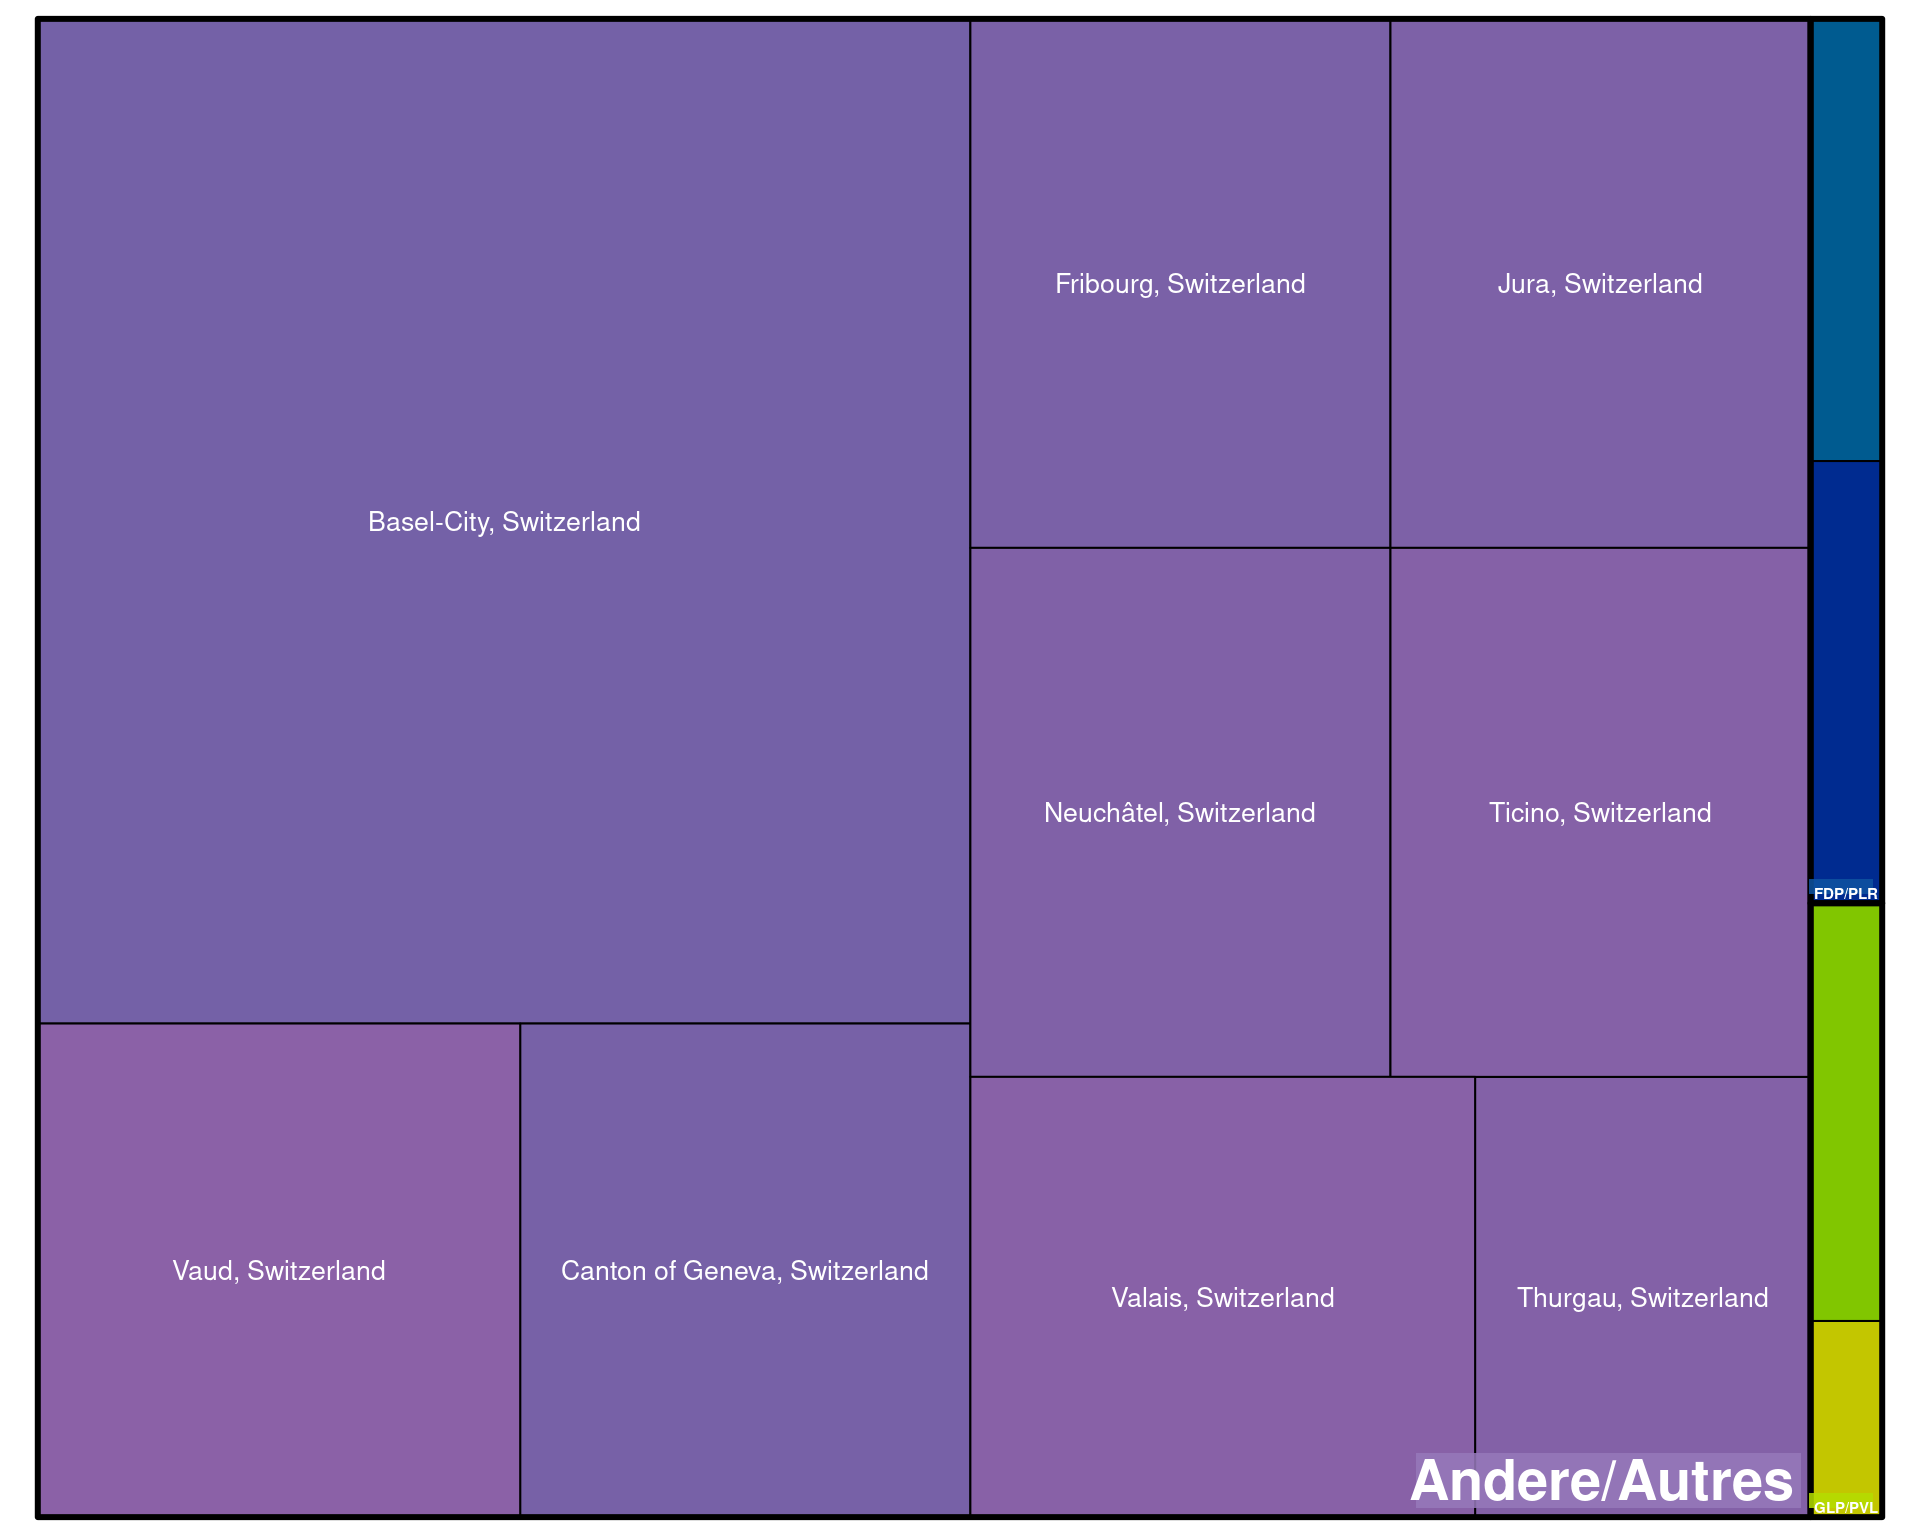 Fribourg, Switzerland
Jura, Switzerland
Basel-City, Switzerland
Neuchâtel, Switzerland
Ticino, Switzerland
FDP/PLR
Vaud, Switzerland
Canton of Geneva, Switzerland
Valais, Switzerland
Thurgau, Switzerland
Andere/Autres
GLP/PVL